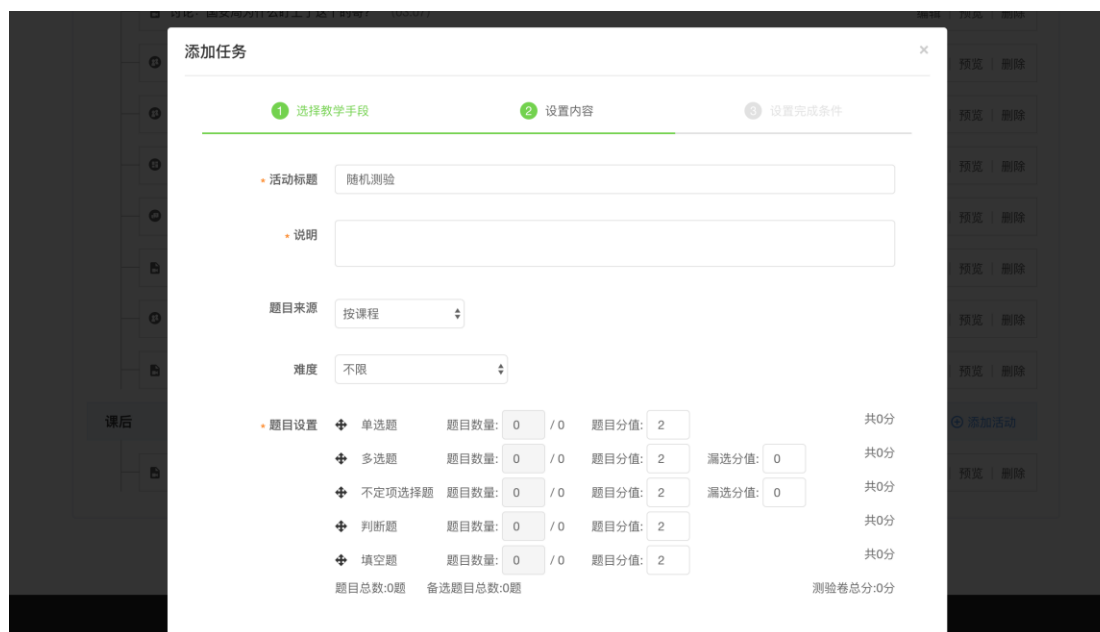 编辑 | 预览 | 删除
添加任务 ×
预览 | 删除
1 选择教学手段 2 设置内容 3 设置完成条件
预览 | 删除
预览 | 删除
* 活动标题 随机测验
预览 | 删除
* 说明
预览 | 删除
题目来源 按课程
预览 | 删除
难度 不限
预览 | 删除
课后
添加活动
* 题目设置 单选题 题目数量: 0 / 0 题目分值: 2 共0分
多选题 题目数量: 0 / 0 题目分值: 2 漏选分值: 0 共0分
预览 | 删除
不定项选择题 题目数量: 0 / 0 题目分值: 2 漏选分值: 0 共0分
判断题 题目数量: 0 / 0 题目分值: 2 共0分
填空题 题目数量: 0 / 0 题目分值: 2 共0分
题目总数:0题 备选题目总数:0题 测验卷总分:0分